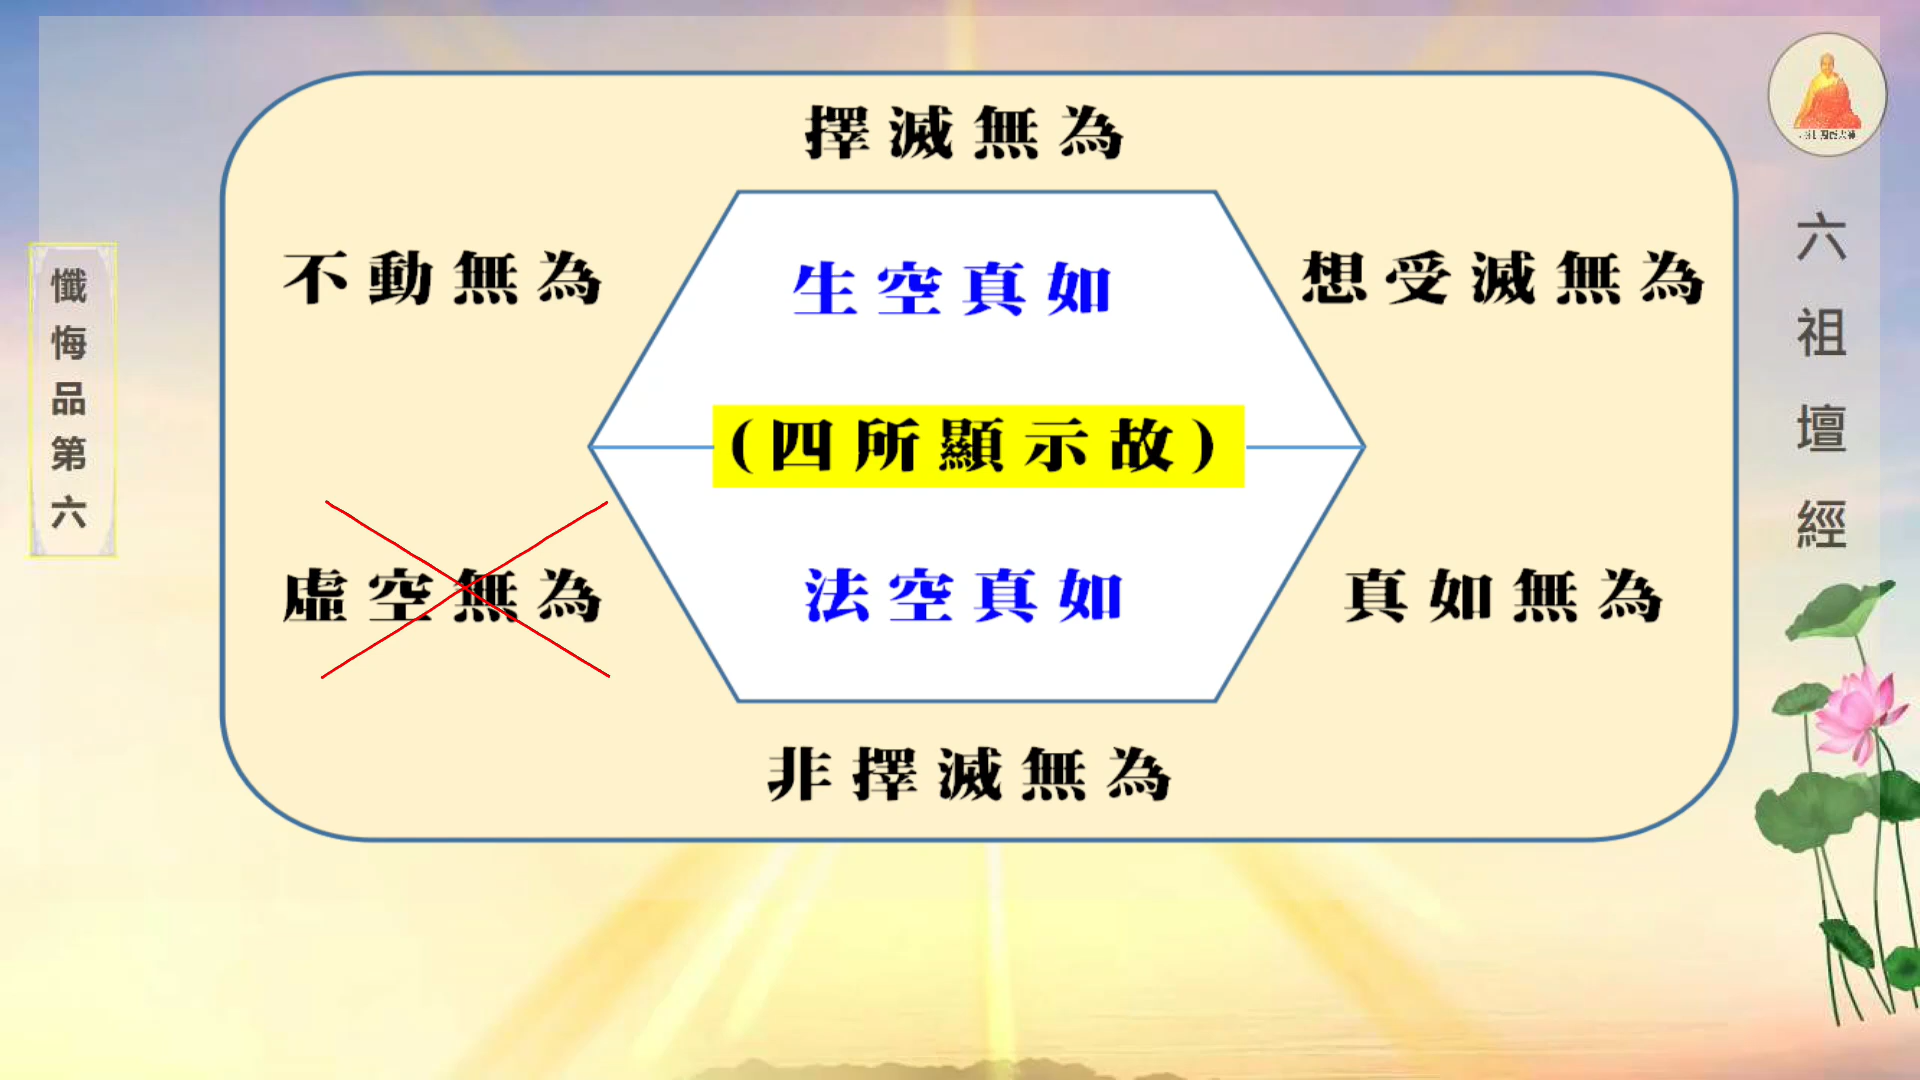 擇滅無為
不動無為
生空真如
想受滅無為
(四所顯示故)
虛空無為
法空真如
真如無為
非擇滅無為
懺悔品第六
六祖壇經